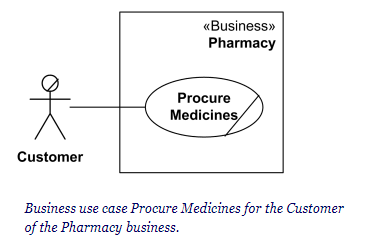 «Business»
Pharmacy
Procure
Medicines
Customer
Business use case Procure Medicines for the Customer
of the Pharmacy business.